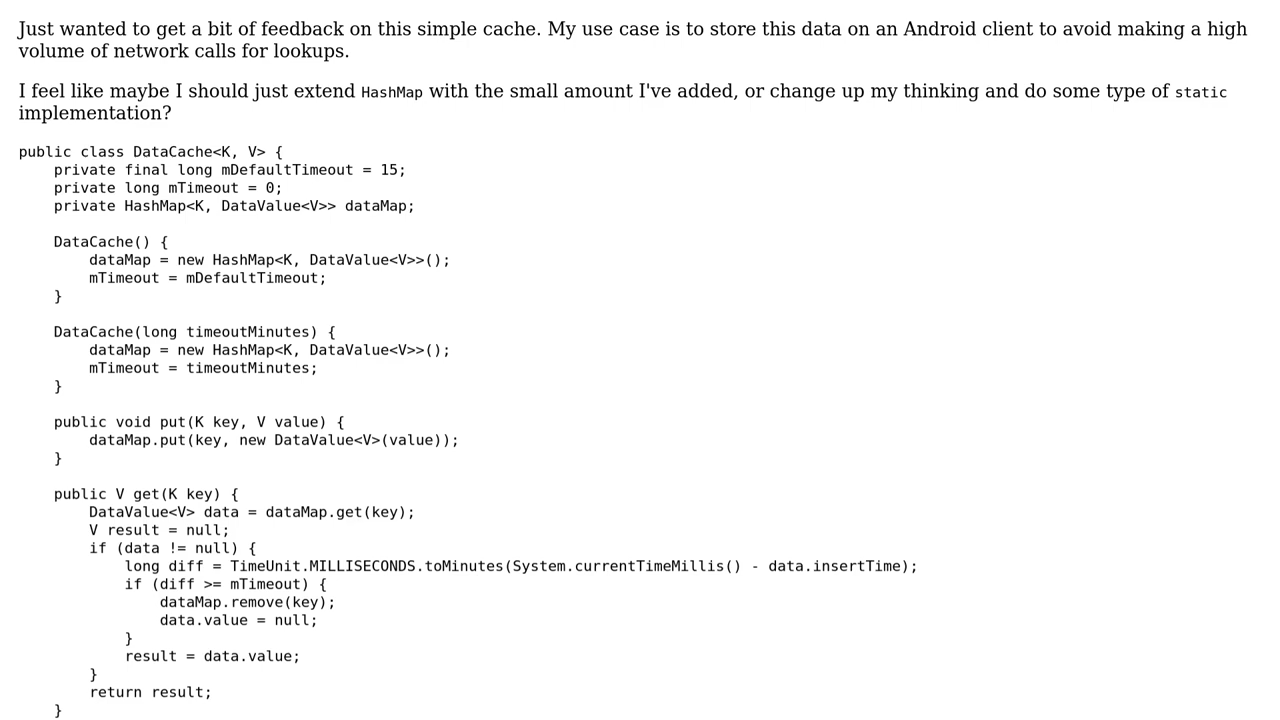 Just wanted to get a bit of feedback on this simple cache. My use case is to store this data on an Android client to avoid making a high
volume of network calls for lookups.
I feel like maybe I should just extend HashMap with the small amount I've added, or change up my thinking and do some type of static
implementation?
public class DataCache<K, V> {
    private final long mDefaultTimeout = 15;
    private long mTimeout = 0;
    private HashMap<K, DataValue<V>> dataMap;

    DataCache() {
        dataMap = new HashMap<K, DataValue<V>>();
        mTimeout = mDefaultTimeout;
    }

    DataCache(long timeoutMinutes) {
        dataMap = new HashMap<K, DataValue<V>>();
        mTimeout = timeoutMinutes;
    }

    public void put(K key, V value) {
        dataMap.put(key, new DataValue<V>(value));
    }

    public V get(K key) {
        DataValue<V> data = dataMap.get(key);
        V result = null;
        if (data != null) {
            long diff = TimeUnit.MILLISECONDS.toMinutes(System.currentTimeMillis() - data.insertTime);
            if (diff >= mTimeout) {
                dataMap.remove(key);
                data.value = null;
            }
            result = data.value;
        }
        return result;
    }